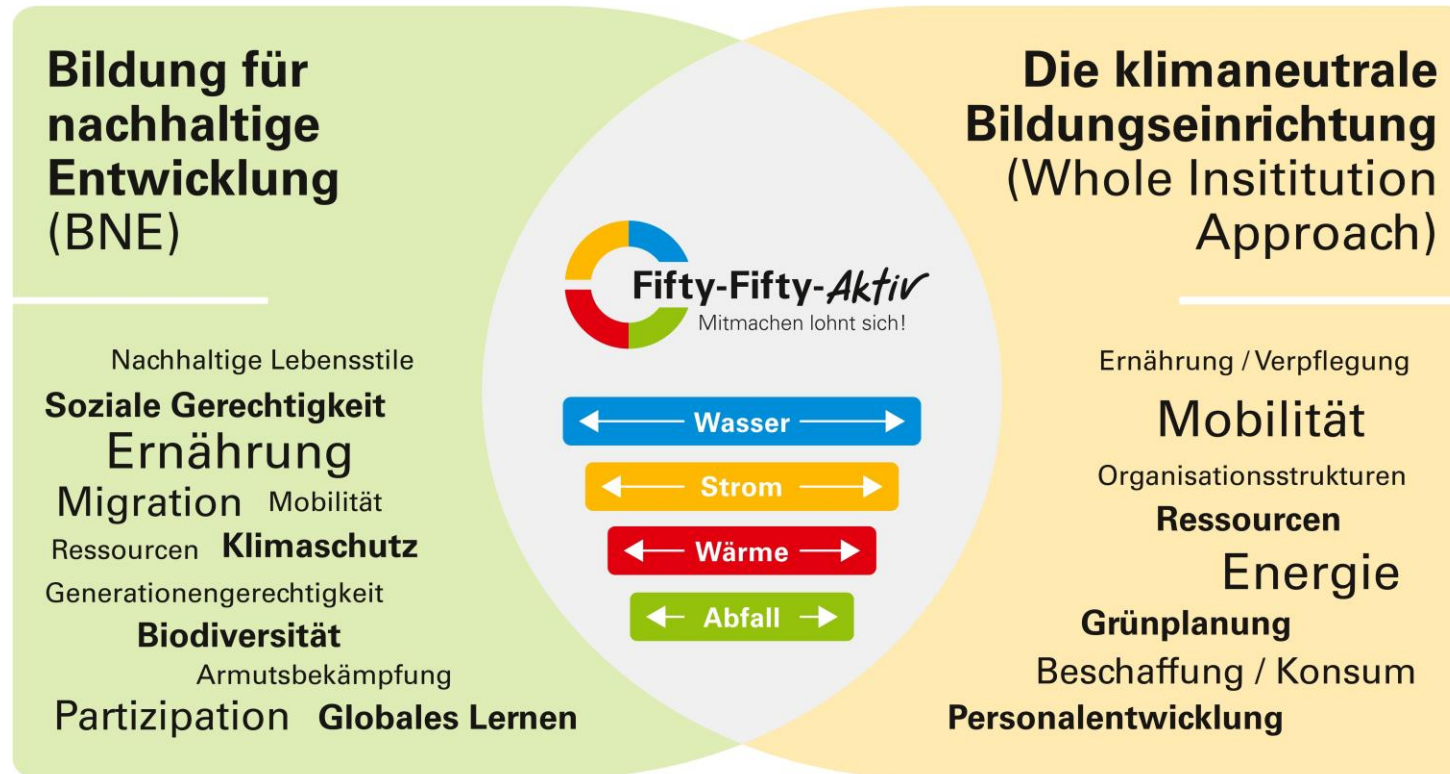 Bildung für
nachhaltige
Entwicklung
(BNE)
Nachhaltige Lebensstile
Soziale Gerechtigkeit
Ernährung
Migration Mobilität
Ressourcen Klimaschutz
Generationengerechtigkeit
Biodiversität
Armutsbekämpfung
Partizipation Globales Lernen
Fifty-Fifty-Aktiv
Mitmachen lohnt sich!
Wasser
Strom
Wärme
Abfall
Die klimaneutrale
Bildungseinrichtung
(Whole Insititution
Approach)
Ernährung / Verpflegung
Mobilität
Organisationsstrukturen
Ressourcen
Energie
Grünplanung
Beschaffung / Konsum
Personalentwicklung